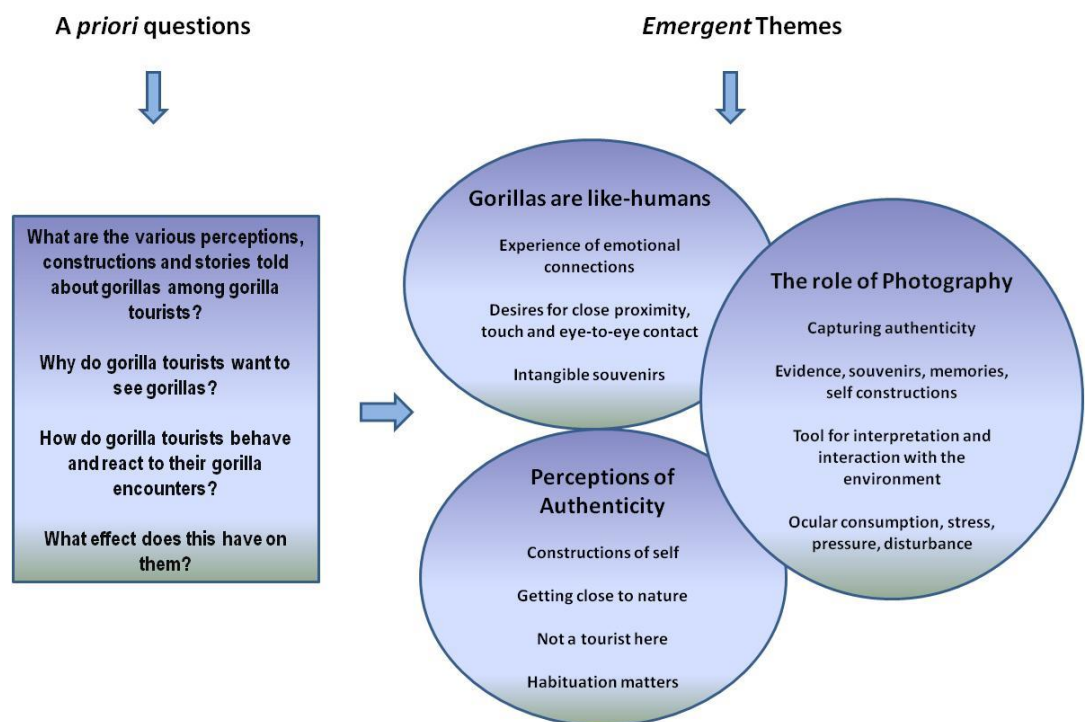 A priori questions
Emergent Themes
What are the various perceptions,
constructions and stories told
about gorillas among gorilla
tourists?
Why do gorilla tourists want to
see gorillas?
How do gorilla tourists behave
and react to their gorilla
encounters?
What effect does this have on
them?
Gorillas are like-humans
Experience of emotional
connections
Desires for close proximity,
touch and eye-to-eye contact
Intangible souvenirs
The role of Photography
Capturing authenticity
Evidence, souvenirs, memories,
self constructions
Tool for interpretation and
interaction with the
environment
Ocular consumption, stress,
pressure, disturbance
Perceptions of
Authenticity
Constructions of self
Getting close to nature
Not a tourist here
Habituation matters